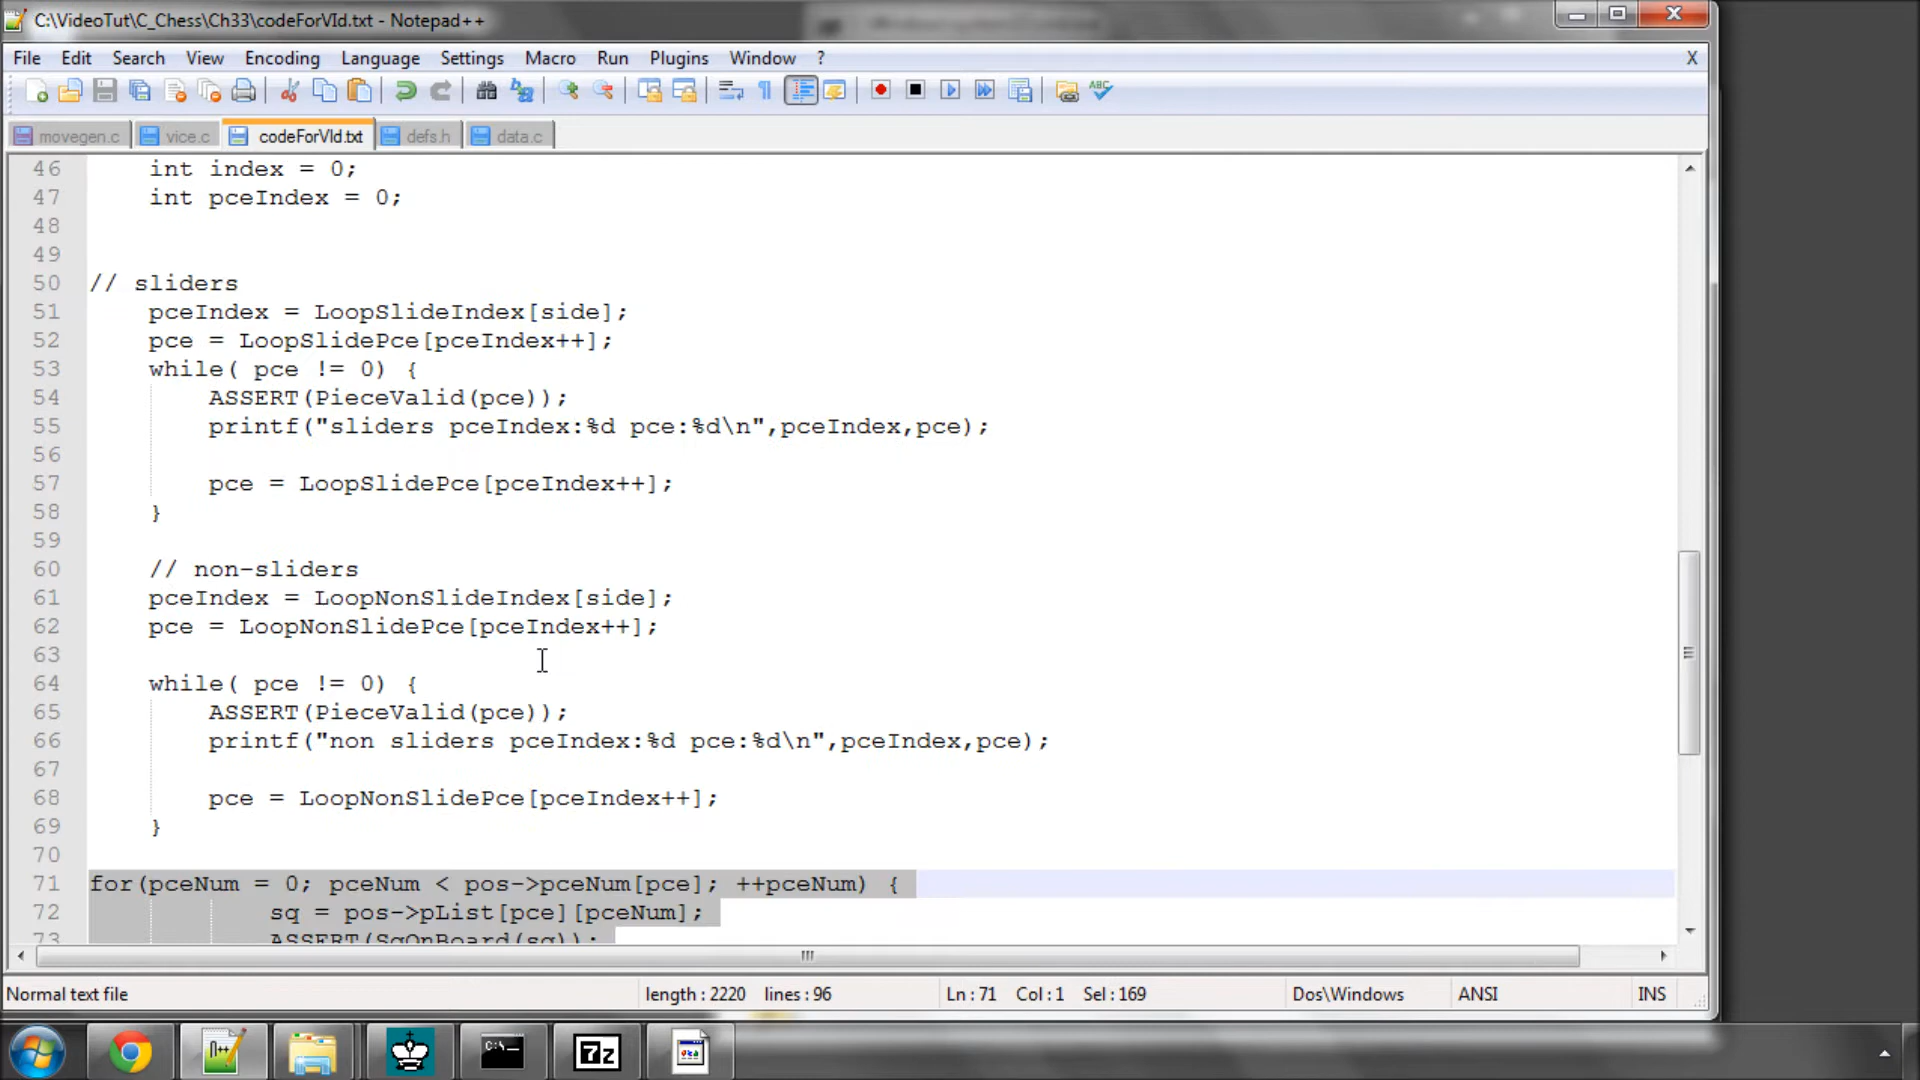 C:\VideoTut\C_Chess\Ch33\codeForVId.txt - Notepad++
File Edit Search View Encoding Language Settings Macro Run Plugins Window ? X
movegen.c vice.c codeForVId.txt defs.h data.c
46 int index = 0;
47 int pceIndex = 0;
48
49
50 // sliders
51 pceIndex = LoopSlideIndex[side];
52 pce = LoopSlidePce[pceIndex++];
53 while( pce != 0) {
54 ASSERT(PieceValid(pce));
55 printf("sliders pceIndex:%d pce:%d\n",pceIndex,pce);
56
57 pce = LoopSlidePce[pceIndex++];
58 }
59
60 // non-sliders
61 pceIndex = LoopNonSlideIndex[side];
62 pce = LoopNonSlidePce[pceIndex++];
63
64 while( pce != 0) {
65 ASSERT(PieceValid(pce));
66 printf("non sliders pceIndex:%d pce:%d\n",pceIndex,pce);
67
68 pce = LoopNonSlidePce[pceIndex++];
69 }
70
71 for(pceNum = 0; pceNum < pos->pceNum[pce]; ++pceNum) {
72 sq = pos->pList[pce][pceNum];
73 ASSERT(SqOnBoard(sq));
Normal text file length : 2220 lines : 96 Ln : 71 Col : 1 Sel : 169 Dos\Windows ANSI INS